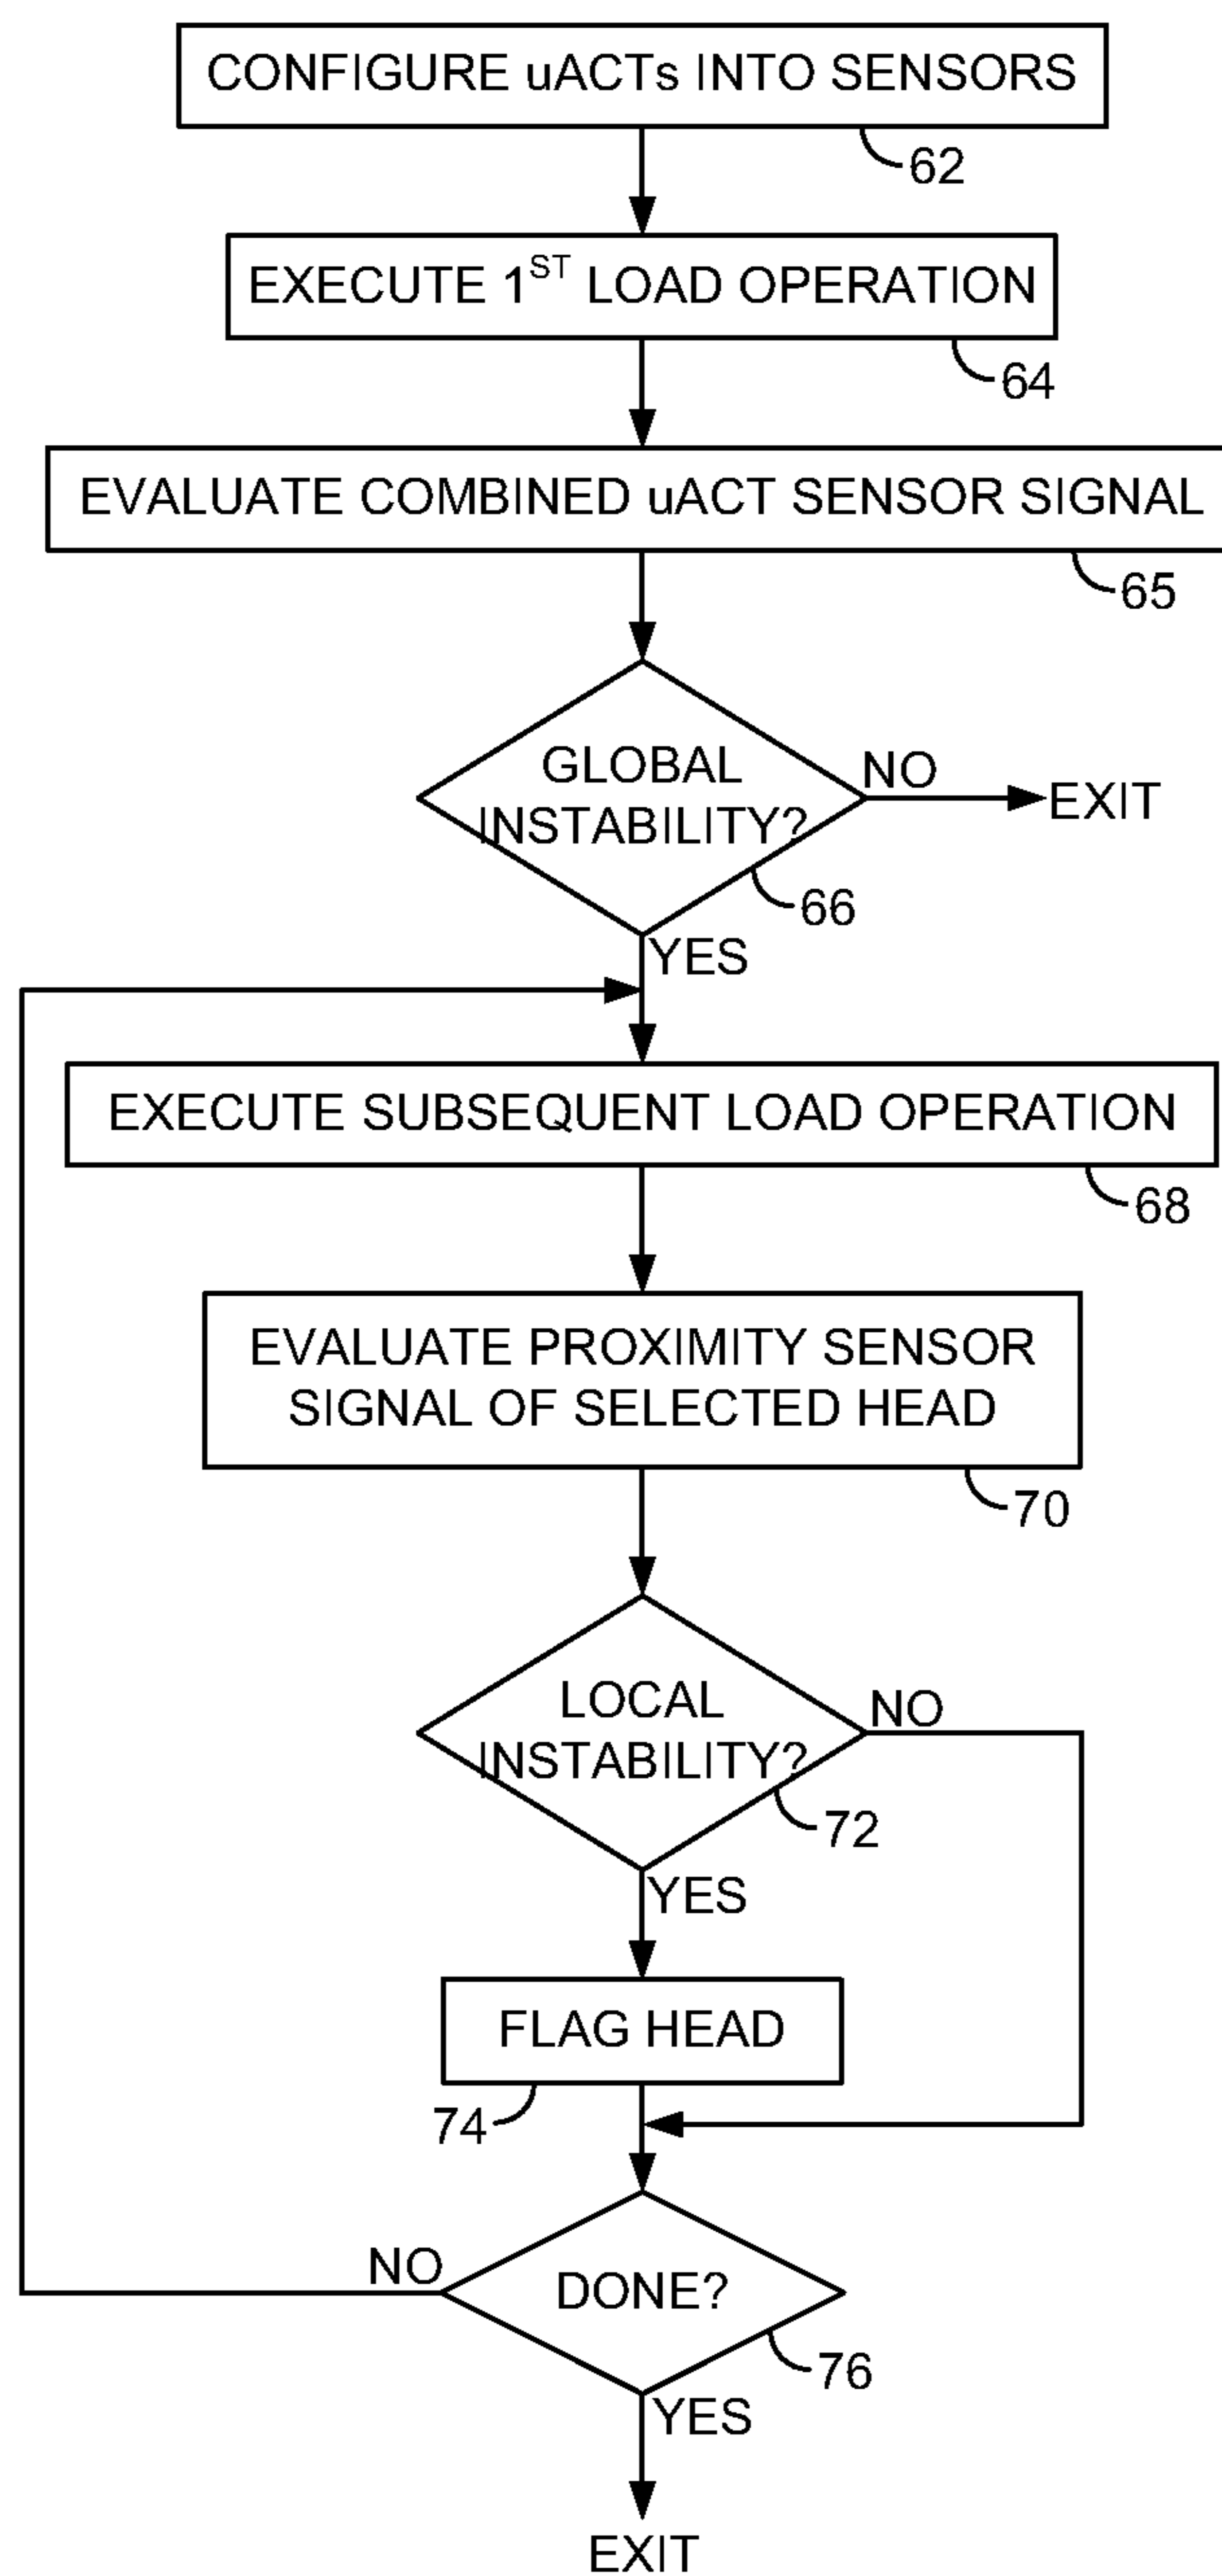 CONFIGURE uACTs INTO SENSORS
62
EXECUTE 1ST LOAD OPERATION
64
EVALUATE COMBINED uACT SENSOR SIGNAL
65
GLOBAL
INSTABILITY?
NO
EXIT
66
YES
EXECUTE SUBSEQUENT LOAD OPERATION
68
EVALUATE PROXIMITY SENSOR
SIGNAL OF SELECTED HEAD
70
LOCAL
INSTABILITY?
NO
72
YES
FLAG HEAD
74
NO
DONE?
76
YES
EXIT